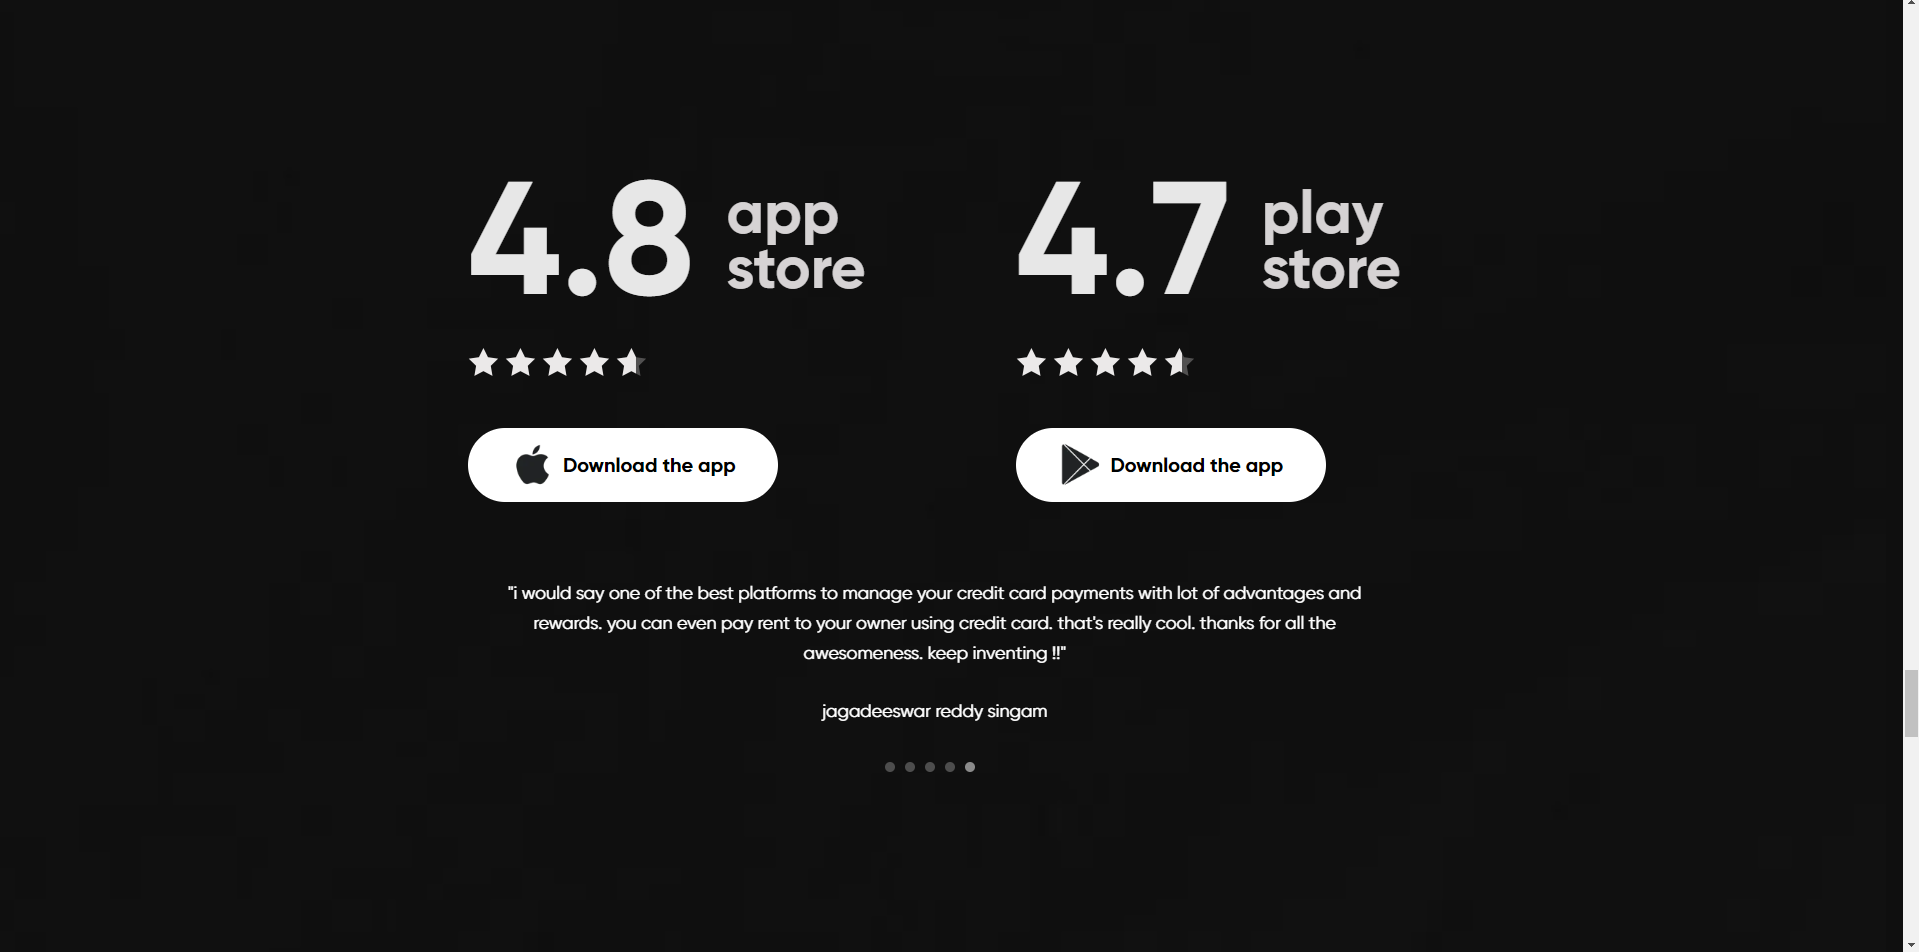 4.8 app store
4.7 play store
Download the app
Download the app
"i would say one of the best platforms to manage your credit card payments with lot of advantages and
rewards. you can even pay rent to your owner using credit card. that's really cool. thanks for all the
awesomeness. keep inventing !!"
jagadeeswar reddy singam